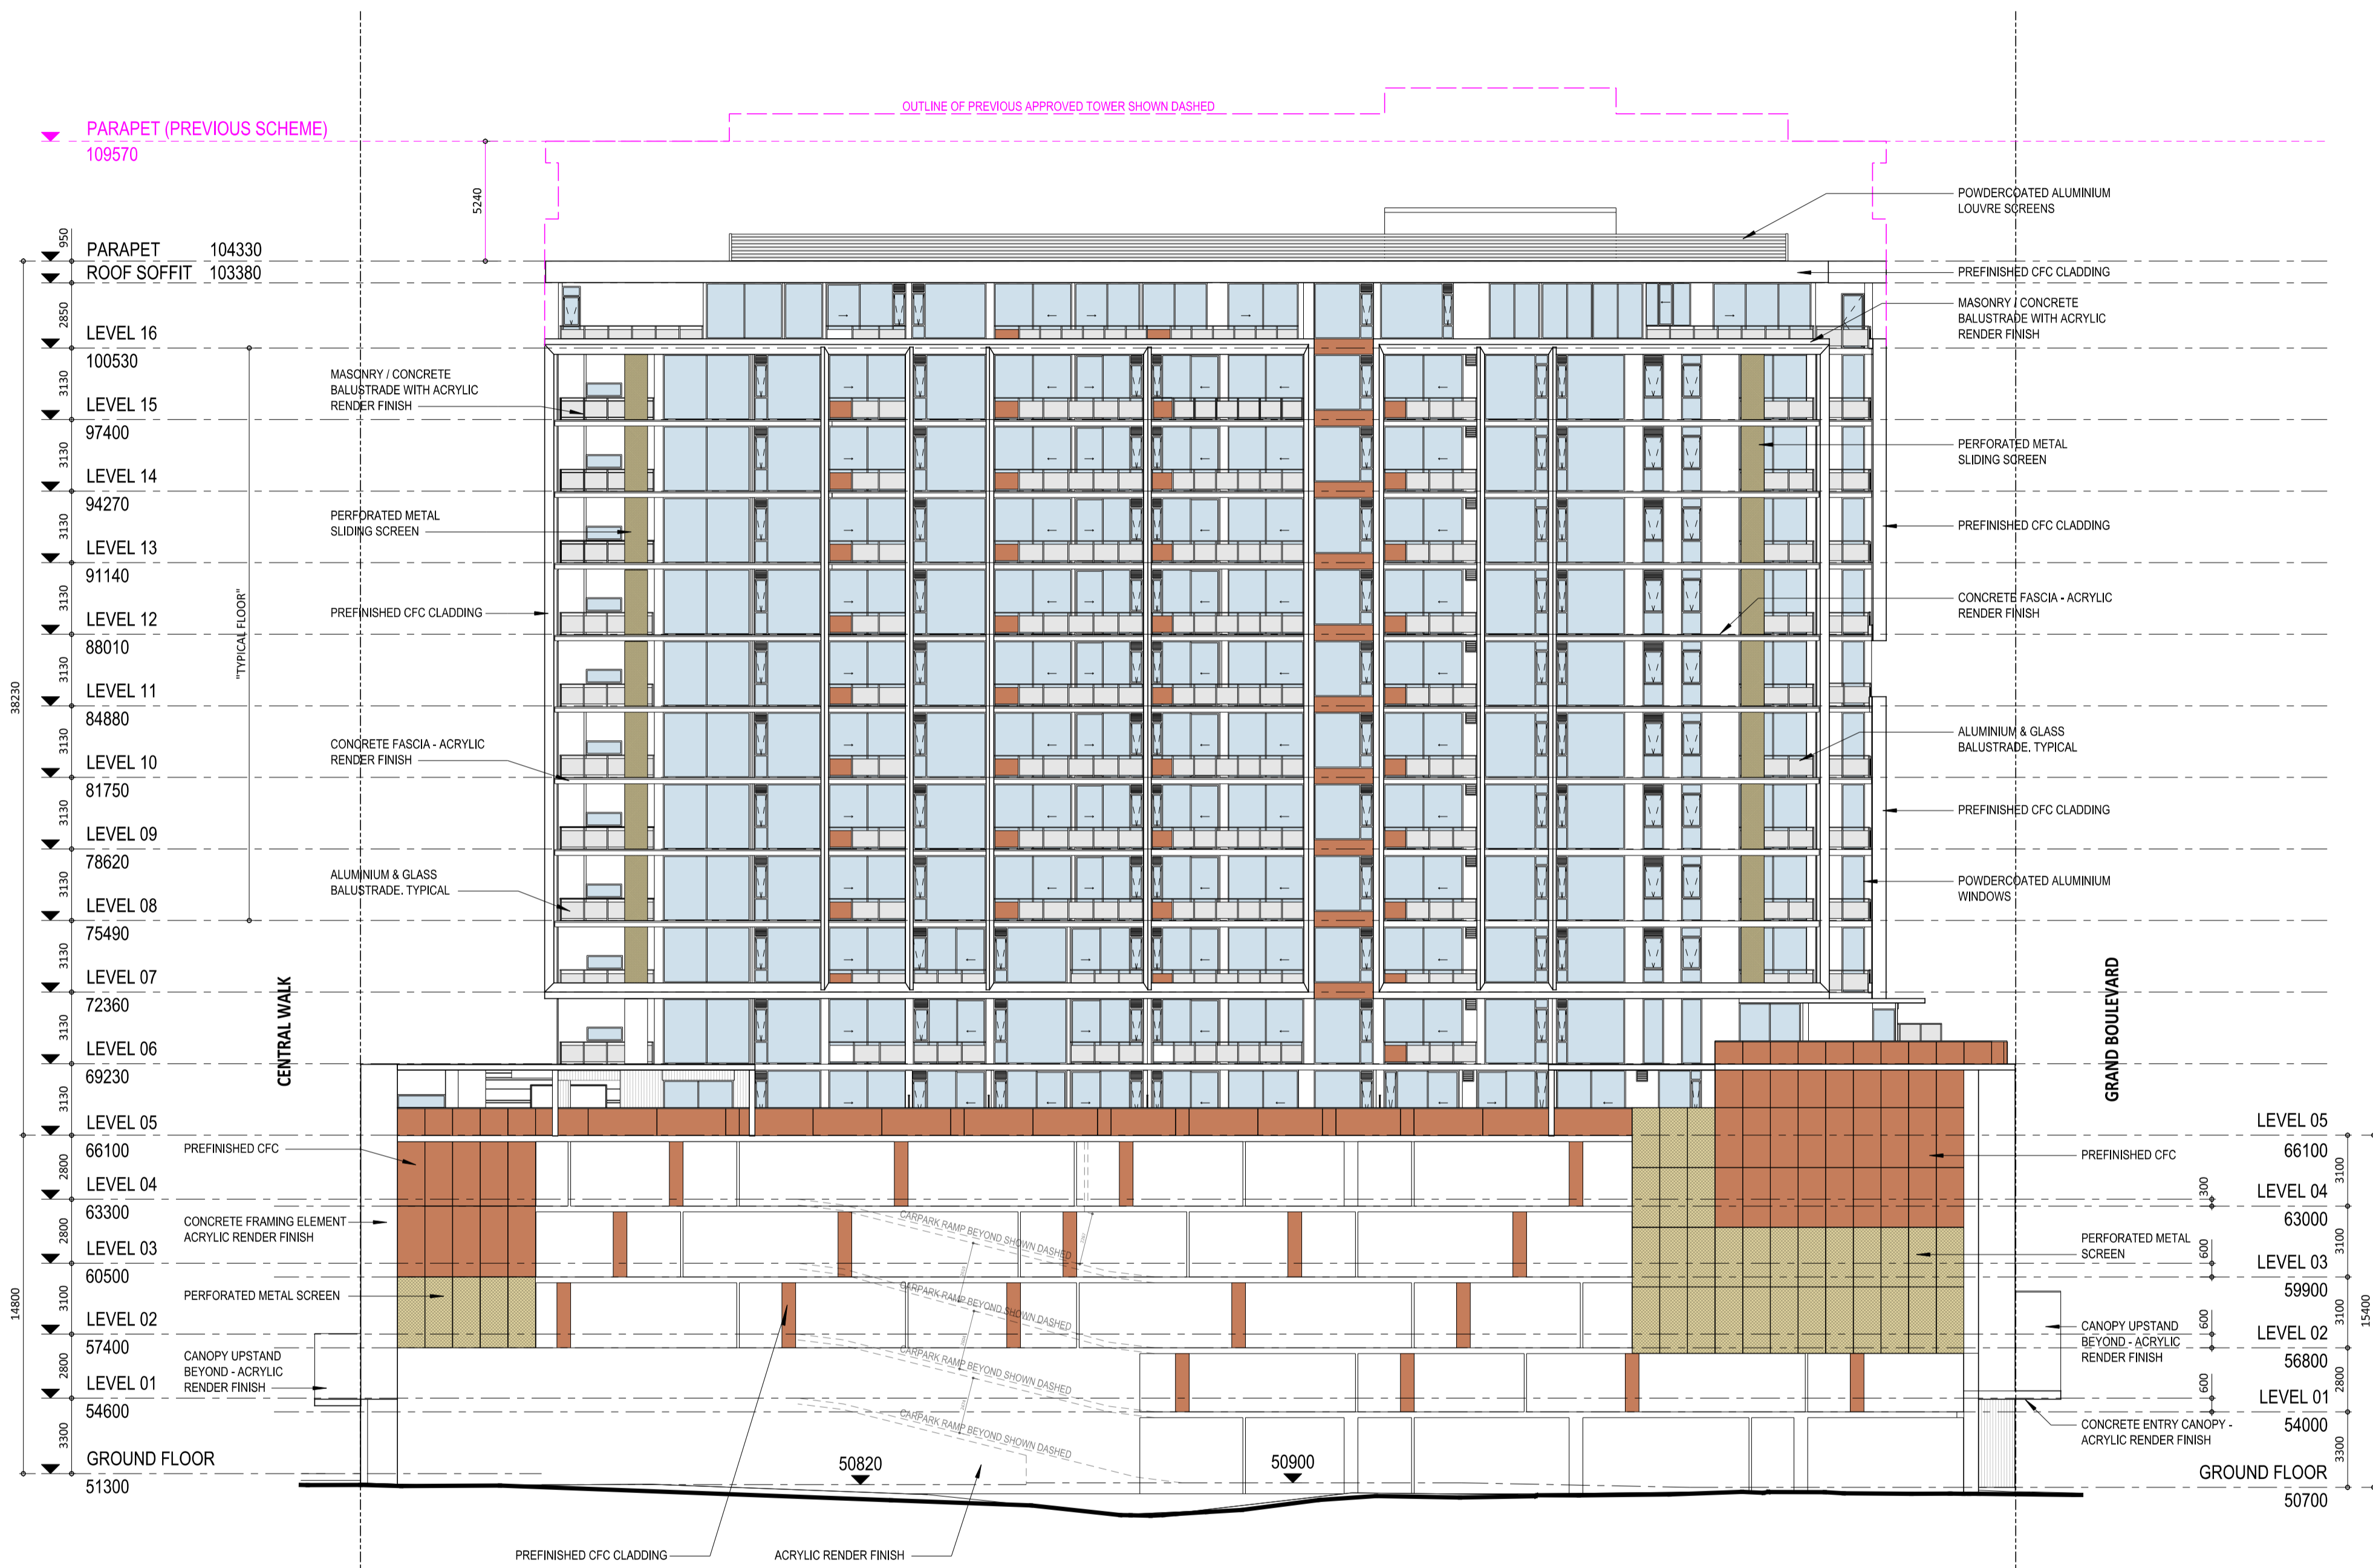 OUTLINE OF PREVIOUS APPROVED TOWER SHOWN DASHED
PARAPET (PREVIOUS SCHEME)
109570
5240
950
PARAPET 104330
ROOF SOFFIT 103380
2850
LEVEL 16
100530
3130
LEVEL 15
97400
3130
LEVEL 14
94270
3130
LEVEL 13
91140
3130
LEVEL 12
88010
3130
LEVEL 11
84880
3130
LEVEL 10
81750
3130
LEVEL 09
78620
3130
LEVEL 08
75490
3130
LEVEL 07
72360
3130
LEVEL 06
69230
3130
LEVEL 05
66100
2800
LEVEL 04
63300
2800
LEVEL 03
60500
3100
LEVEL 02
57400
2800
LEVEL 01
54600
3300
GROUND FLOOR
51300
38230
14800
"TYPICAL FLOOR"
CENTRAL WALK
MASONRY / CONCRETE
BALUSTRADE WITH ACRYLIC
RENDER FINISH
PERFORATED METAL
SLIDING SCREEN
PREFINISHED CFC CLADDING
CONCRETE FASCIA - ACRYLIC
RENDER FINISH
ALUMINIUM & GLASS
BALUSTRADE. TYPICAL
PREFINISHED CFC
CONCRETE FRAMING ELEMENT
ACRYLIC RENDER FINISH
PERFORATED METAL SCREEN
CANOPY UPSTAND
BEYOND - ACRYLIC
RENDER FINISH
CARPARK RAMP BEYOND SHOWN DASHED
CARPARK RAMP BEYOND SHOWN DASHED
CARPARK RAMP BEYOND SHOWN DASHED
CARPARK RAMP BEYOND SHOWN DASHED
50820
50900
PREFINISHED CFC CLADDING
ACRYLIC RENDER FINISH
POWDERCOATED ALUMINIUM
LOUVRE SCREENS
PREFINISHED CFC CLADDING
MASONRY / CONCRETE
BALUSTRADE WITH ACRYLIC
RENDER FINISH
PERFORATED METAL
SLIDING SCREEN
PREFINISHED CFC CLADDING
CONCRETE FASCIA - ACRYLIC
RENDER FINISH
ALUMINIUM & GLASS
BALUSTRADE. TYPICAL
PREFINISHED CFC CLADDING
POWDERCOATED ALUMINIUM
WINDOWS
GRAND BOULEVARD
PREFINISHED CFC
PERFORATED METAL
SCREEN
CANOPY UPSTAND
BEYOND - ACRYLIC
RENDER FINISH
CONCRETE ENTRY CANOPY -
ACRYLIC RENDER FINISH
LEVEL 05
66100
3100
300
LEVEL 04
63000
3100
600
LEVEL 03
59900
3100
600
LEVEL 02
56800
2800
600
LEVEL 01
54000
3300
GROUND FLOOR
50700
15400